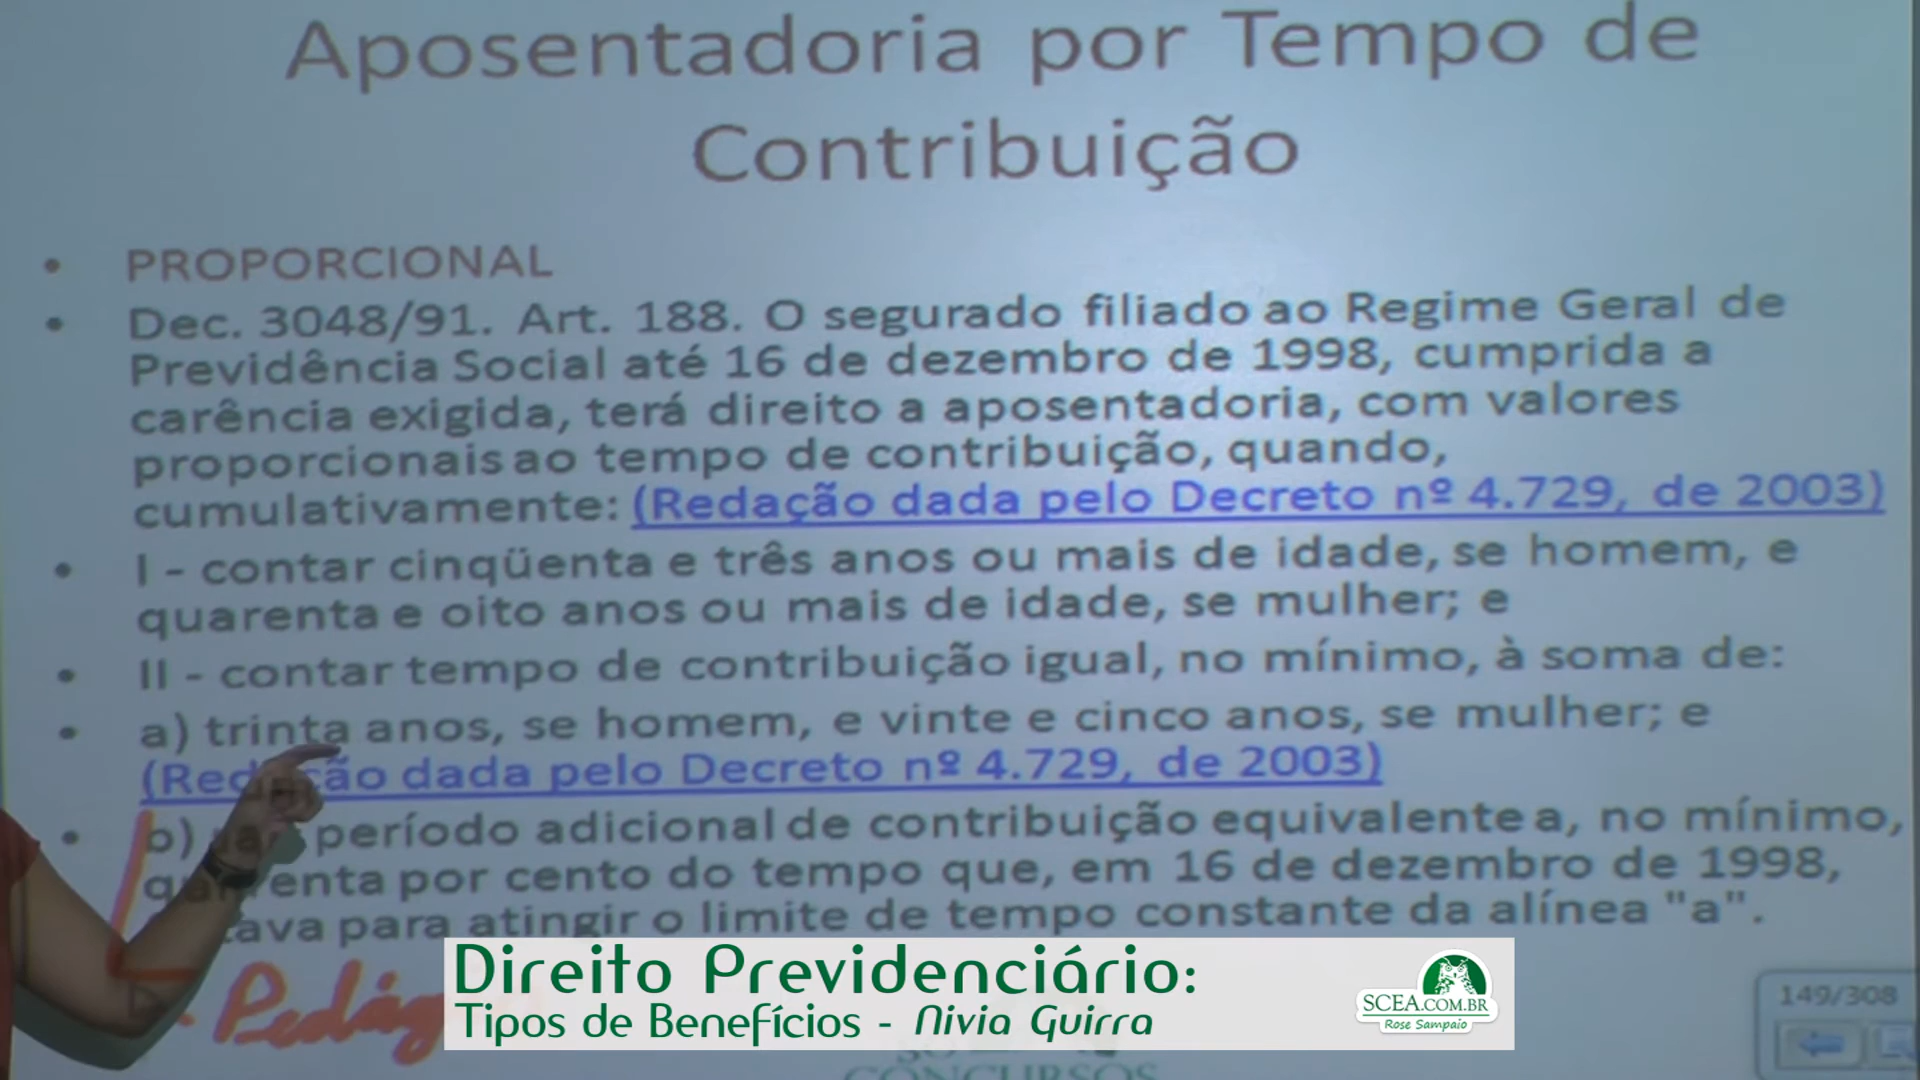 Aposentadoria por Tempo de
Contribuição
• PROPORCIONAL
• Dec. 3048/91. Art. 188. O segurado filiado ao Regime Geral de
Previdência Social até 16 de dezembro de 1998, cumprida a
carência exigida, terá direito a aposentadoria, com valores
proporcionais ao tempo de contribuição, quando,
cumulativamente: (Redação dada pelo Decreto nº 4.729, de 2003)
• I - contar cinqüenta e três anos ou mais de idade, se homem, e
quarenta e oito anos ou mais de idade, se mulher; e
• II - contar tempo de contribuição igual, no mínimo, à soma de:
• a) trinta anos, se homem, e vinte e cinco anos, se mulher; e
(Redação dada pelo Decreto nº 4.729, de 2003)
• b) período adicional de contribuição equivalente a, no mínimo,
quarenta por cento do tempo que, em 16 de dezembro de 1998,
para atingir o limite de tempo constante da alínea "a".
Direito Previdenciário:
Tipos de Benefícios - Nivia Guirra
SCEA.COM.BR
Rose Sampaio
149/308
CONCURSOS